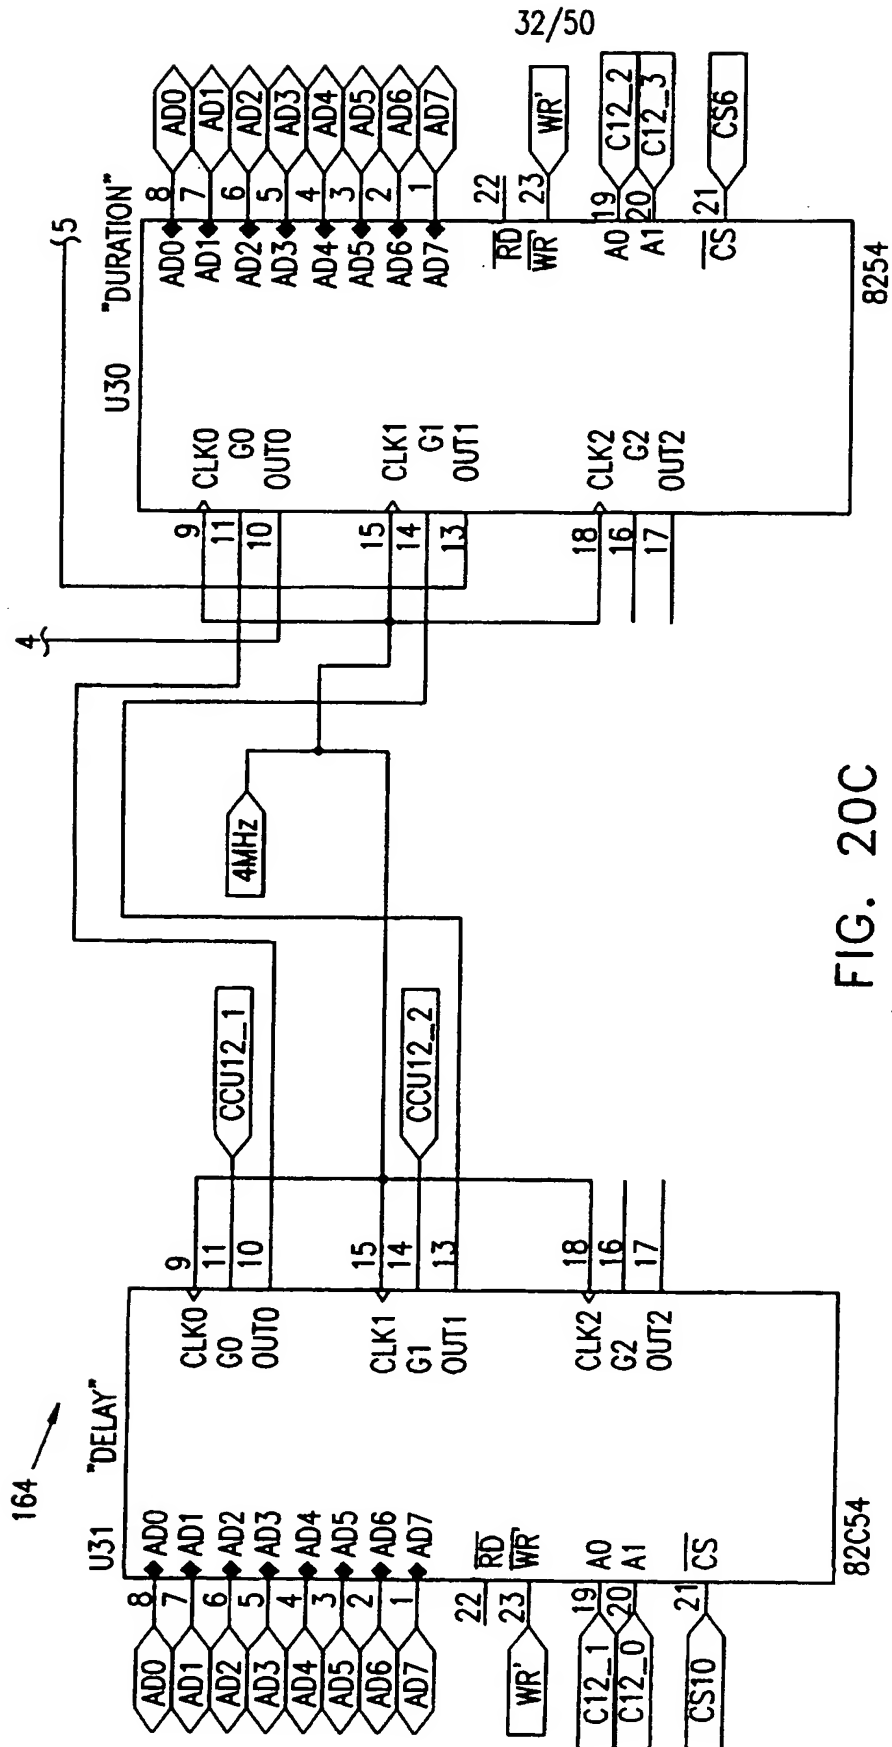 32/50
164
U31 "DELAY"
AD0 8 AD0
AD1 7 AD1
AD2 6 AD2
AD3 5 AD3
AD4 4 AD4
AD5 3 AD5
AD6 2 AD6
AD7 1 AD7
22 RD
WR' 23 WR'
C12_1 19 A0
C12_0 20 A1
CS10 21 CS
82C54
CLK0 9
G0 11 CCU12_1
OUT0 10
CLK1 15
G1 14 CCU12_2
OUT1 13
CLK2 18
G2 16
OUT2 17
4MHz
4
5
U30 "DURATION"
9 CLK0
11 G0
10 OUT0
15 CLK1
14 G1
13 OUT1
18 CLK2
16 G2
17 OUT2
AD0 8 AD0
AD1 7 AD1
AD2 6 AD2
AD3 5 AD3
AD4 4 AD4
AD5 3 AD5
AD6 2 AD6
AD7 1 AD7
RD 22
WR' 23 WR'
A0 19 C12_2
A1 20 C12_3
CS 21 CS6
8254
FIG. 20C